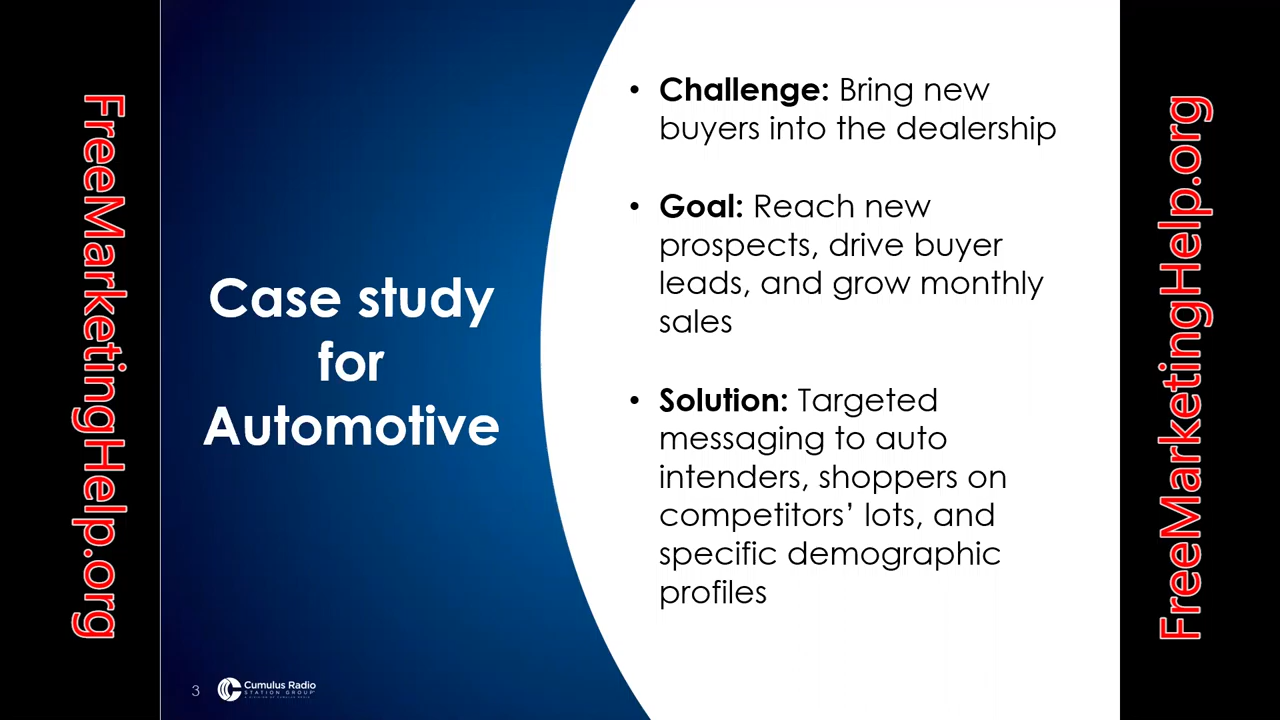 FreeMarketingHelp.org
Case study
for
Automotive
• Challenge: Bring new
buyers into the dealership
• Goal: Reach new
prospects, drive buyer
leads, and grow monthly
sales
• Solution: Targeted
messaging to auto
intenders, shoppers on
competitors’ lots, and
specific demographic
profiles
3
Cumulus Radio
STATION GROUP
FreeMarketingHelp.org